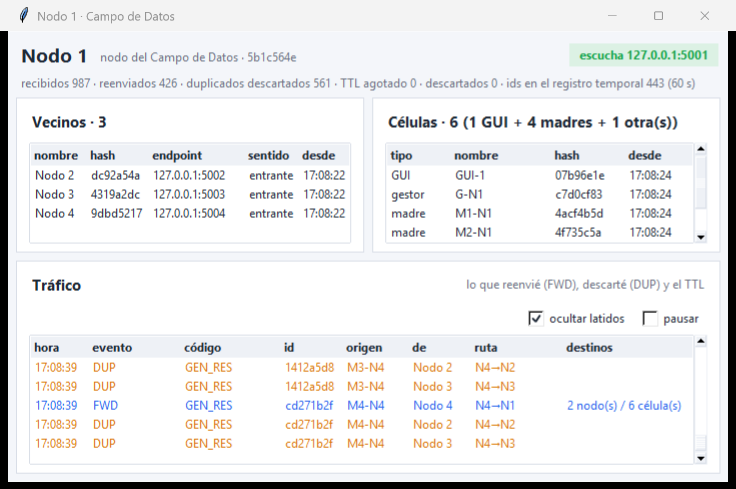 Nodo 1 · Campo de Datos
Nodo 1 nodo del Campo de Datos · 5b1c564e escucha 127.0.0.1:5001
recibidos 987 · reenviados 426 · duplicados descartados 561 · TTL agotado 0 · descartados 0 · ids en el registro temporal 443 (60 s)
Vecinos · 3
nombre hash endpoint sentido desde
Nodo 2 dc92a54a 127.0.0.1:5002 entrante 17:08:22
Nodo 3 4319a2dc 127.0.0.1:5003 entrante 17:08:22
Nodo 4 9dbd5217 127.0.0.1:5004 entrante 17:08:22
Células · 6 (1 GUI + 4 madres + 1 otra(s))
tipo nombre hash desde
GUI GUI-1 07b96e1e 17:08:24
gestor G-N1 c7d0cf83 17:08:24
madre M1-N1 4acf4b5d 17:08:24
madre M2-N1 4f735c5a 17:08:24
Tráfico lo que reenvié (FWD), descarté (DUP) y el TTL
ocultar latidos pausar
hora evento código id origen de ruta destinos
17:08:39 DUP GEN_RES 1412a5d8 M3-N4 Nodo 2 N4→N2
17:08:39 DUP GEN_RES 1412a5d8 M3-N4 Nodo 3 N4→N3
17:08:39 FWD GEN_RES cd271b2f M4-N4 Nodo 4 N4→N1 2 nodo(s) / 6 célula(s)
17:08:39 DUP GEN_RES cd271b2f M4-N4 Nodo 2 N4→N2
17:08:39 DUP GEN_RES cd271b2f M4-N4 Nodo 3 N4→N3